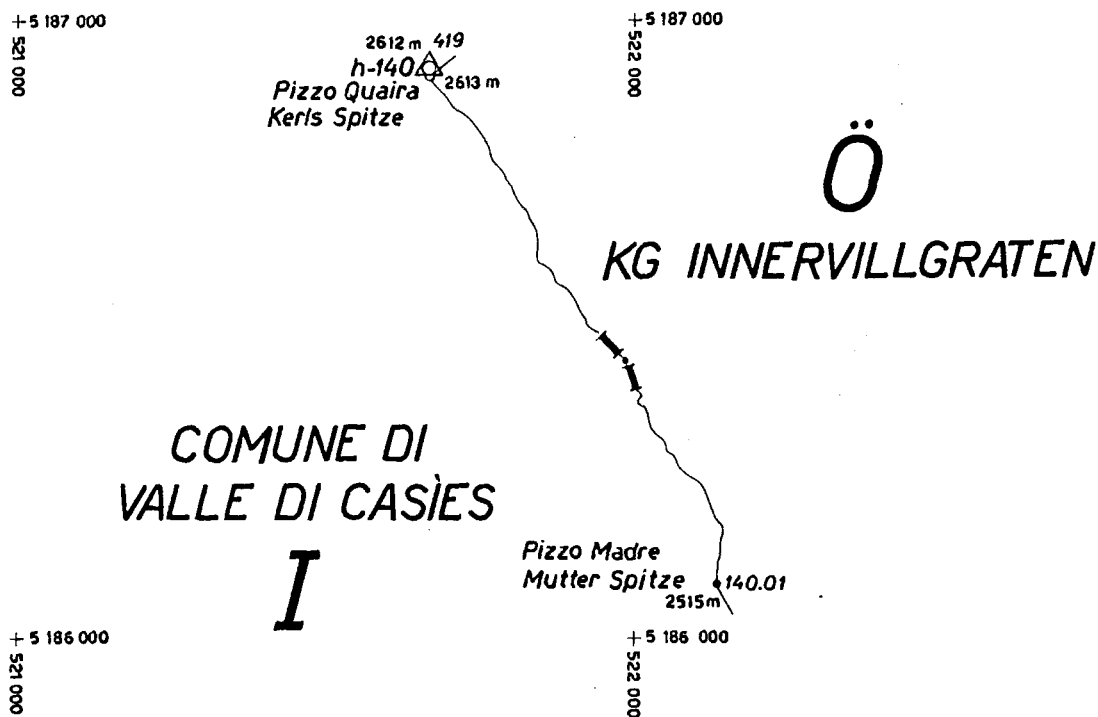 +5 187 000
521 000
+5 187 000
522 000
2612 m 419
h-140
2613 m
Pizzo Quaira
Kerls Spitze
Ö
KG INNERVILLGRATEN
COMUNE DI
VALLE DI CASÌES
I
Pizzo Madre
Mutter Spitze 140.01
2515m
+5 186 000
521 000
+5 186 000
522 000